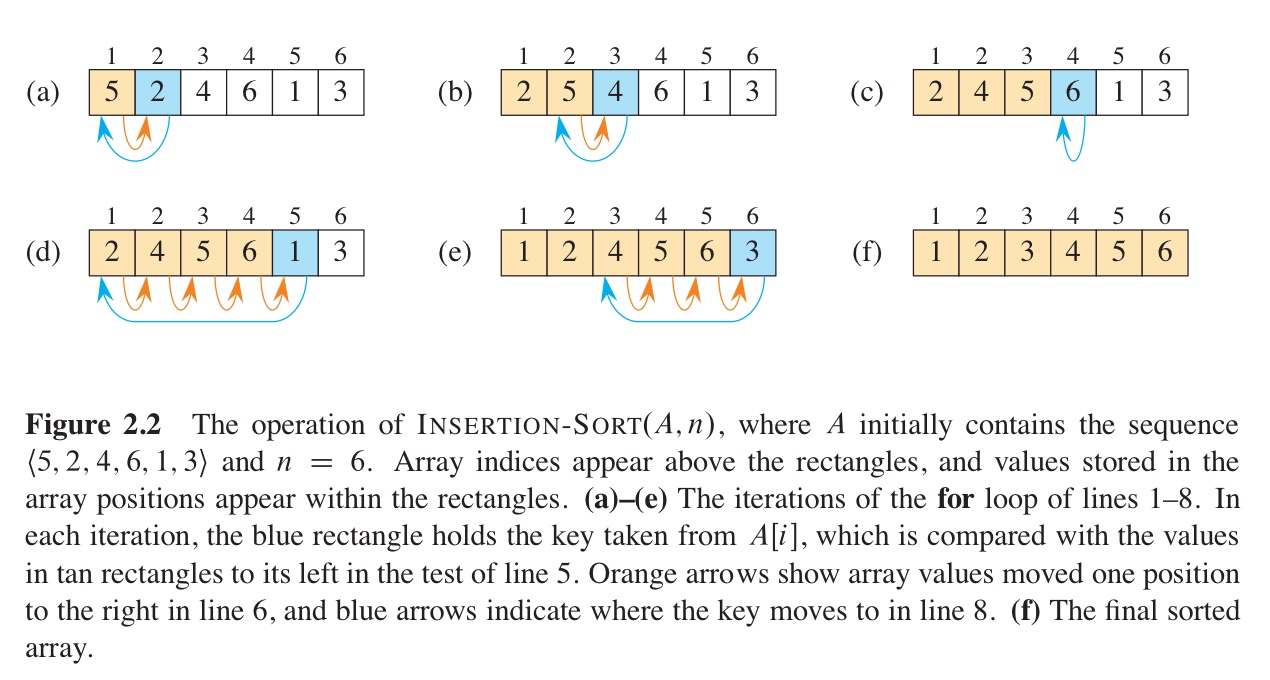 1 2 3 4 5 6 1 2 3 4 5 6 1 2 3 4 5 6
(a) 5 2 4 6 1 3 (b) 2 5 4 6 1 3 (c) 2 4 5 6 1 3
1 2 3 4 5 6 1 2 3 4 5 6 1 2 3 4 5 6
(d) 2 4 5 6 1 3 (e) 1 2 4 5 6 3 (f) 1 2 3 4 5 6
Figure 2.2 The operation of INSERTION-SORT(A, n), where A initially contains the sequence
⟨5, 2, 4, 6, 1, 3⟩ and n = 6. Array indices appear above the rectangles, and values stored in the
array positions appear within the rectangles. (a)–(e) The iterations of the for loop of lines 1–8. In
each iteration, the blue rectangle holds the key taken from A[i], which is compared with the values
in tan rectangles to its left in the test of line 5. Orange arrows show array values moved one position
to the right in line 6, and blue arrows indicate where the key moves to in line 8. (f) The final sorted
array.